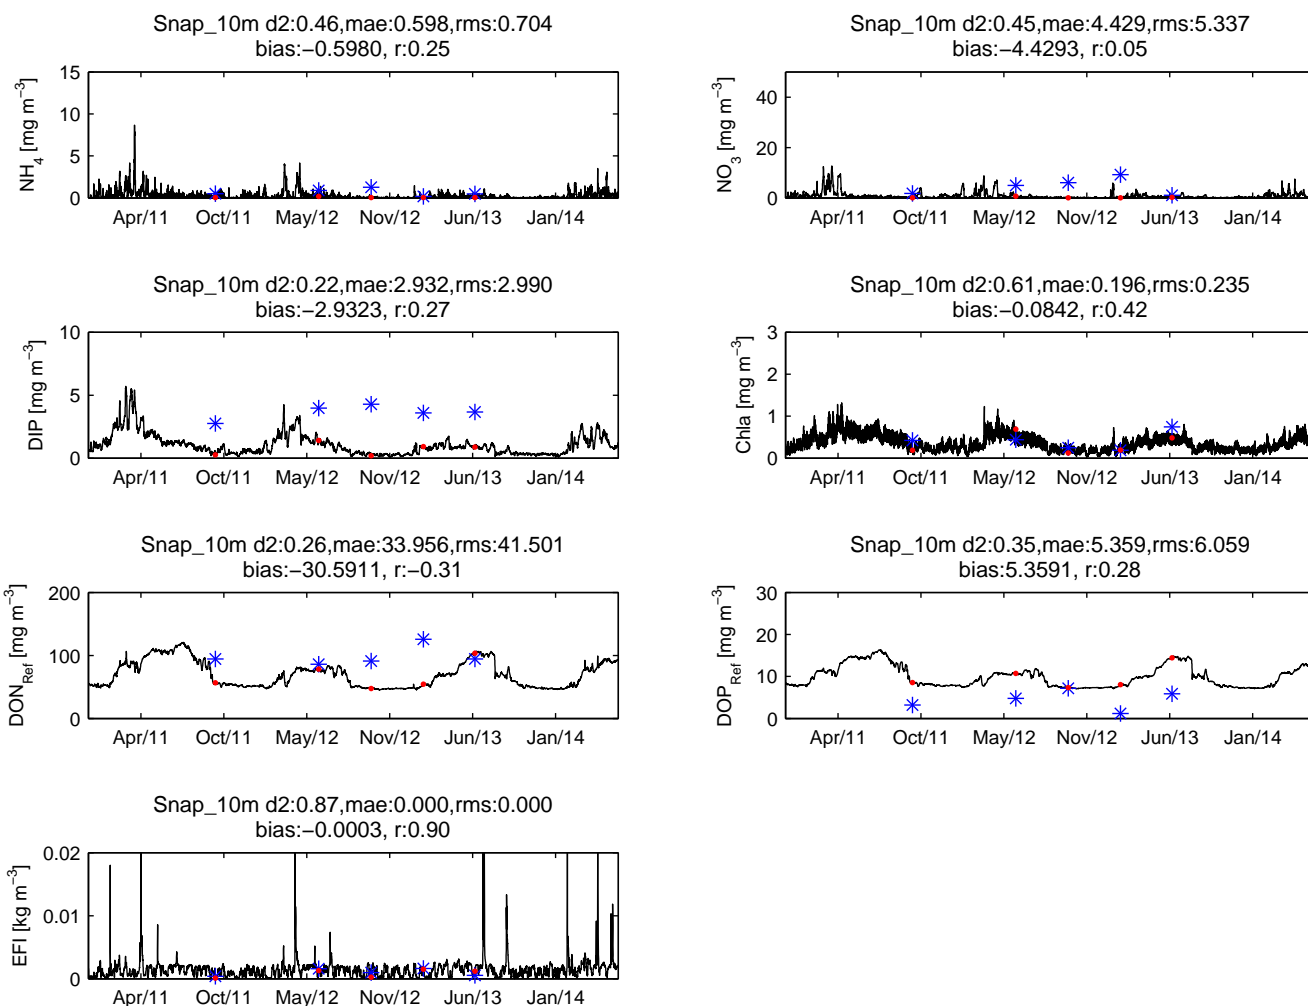 Snap_10m d2:0.46,mae:0.598,rms:0.704
bias:−0.5980, r:0.25
15
10
5
0
NH4 [mg m−3]
Apr/11 Oct/11 May/12 Nov/12 Jun/13 Jan/14
Snap_10m d2:0.45,mae:4.429,rms:5.337
bias:−4.4293, r:0.05
40
20
0
NO3 [mg m−3]
Apr/11 Oct/11 May/12 Nov/12 Jun/13 Jan/14
Snap_10m d2:0.22,mae:2.932,rms:2.990
bias:−2.9323, r:0.27
10
5
0
DIP [mg m−3]
Apr/11 Oct/11 May/12 Nov/12 Jun/13 Jan/14
Snap_10m d2:0.61,mae:0.196,rms:0.235
bias:−0.0842, r:0.42
3
2
1
0
Chla [mg m−3]
Apr/11 Oct/11 May/12 Nov/12 Jun/13 Jan/14
Snap_10m d2:0.26,mae:33.956,rms:41.501
bias:−30.5911, r:−0.31
200
100
0
DONRef [mg m−3]
Apr/11 Oct/11 May/12 Nov/12 Jun/13 Jan/14
Snap_10m d2:0.35,mae:5.359,rms:6.059
bias:5.3591, r:0.28
30
20
10
0
DOPRef [mg m−3]
Apr/11 Oct/11 May/12 Nov/12 Jun/13 Jan/14
Snap_10m d2:0.87,mae:0.000,rms:0.000
bias:−0.0003, r:0.90
0.02
0.01
0
EFI [kg m−3]
Apr/11 Oct/11 May/12 Nov/12 Jun/13 Jan/14